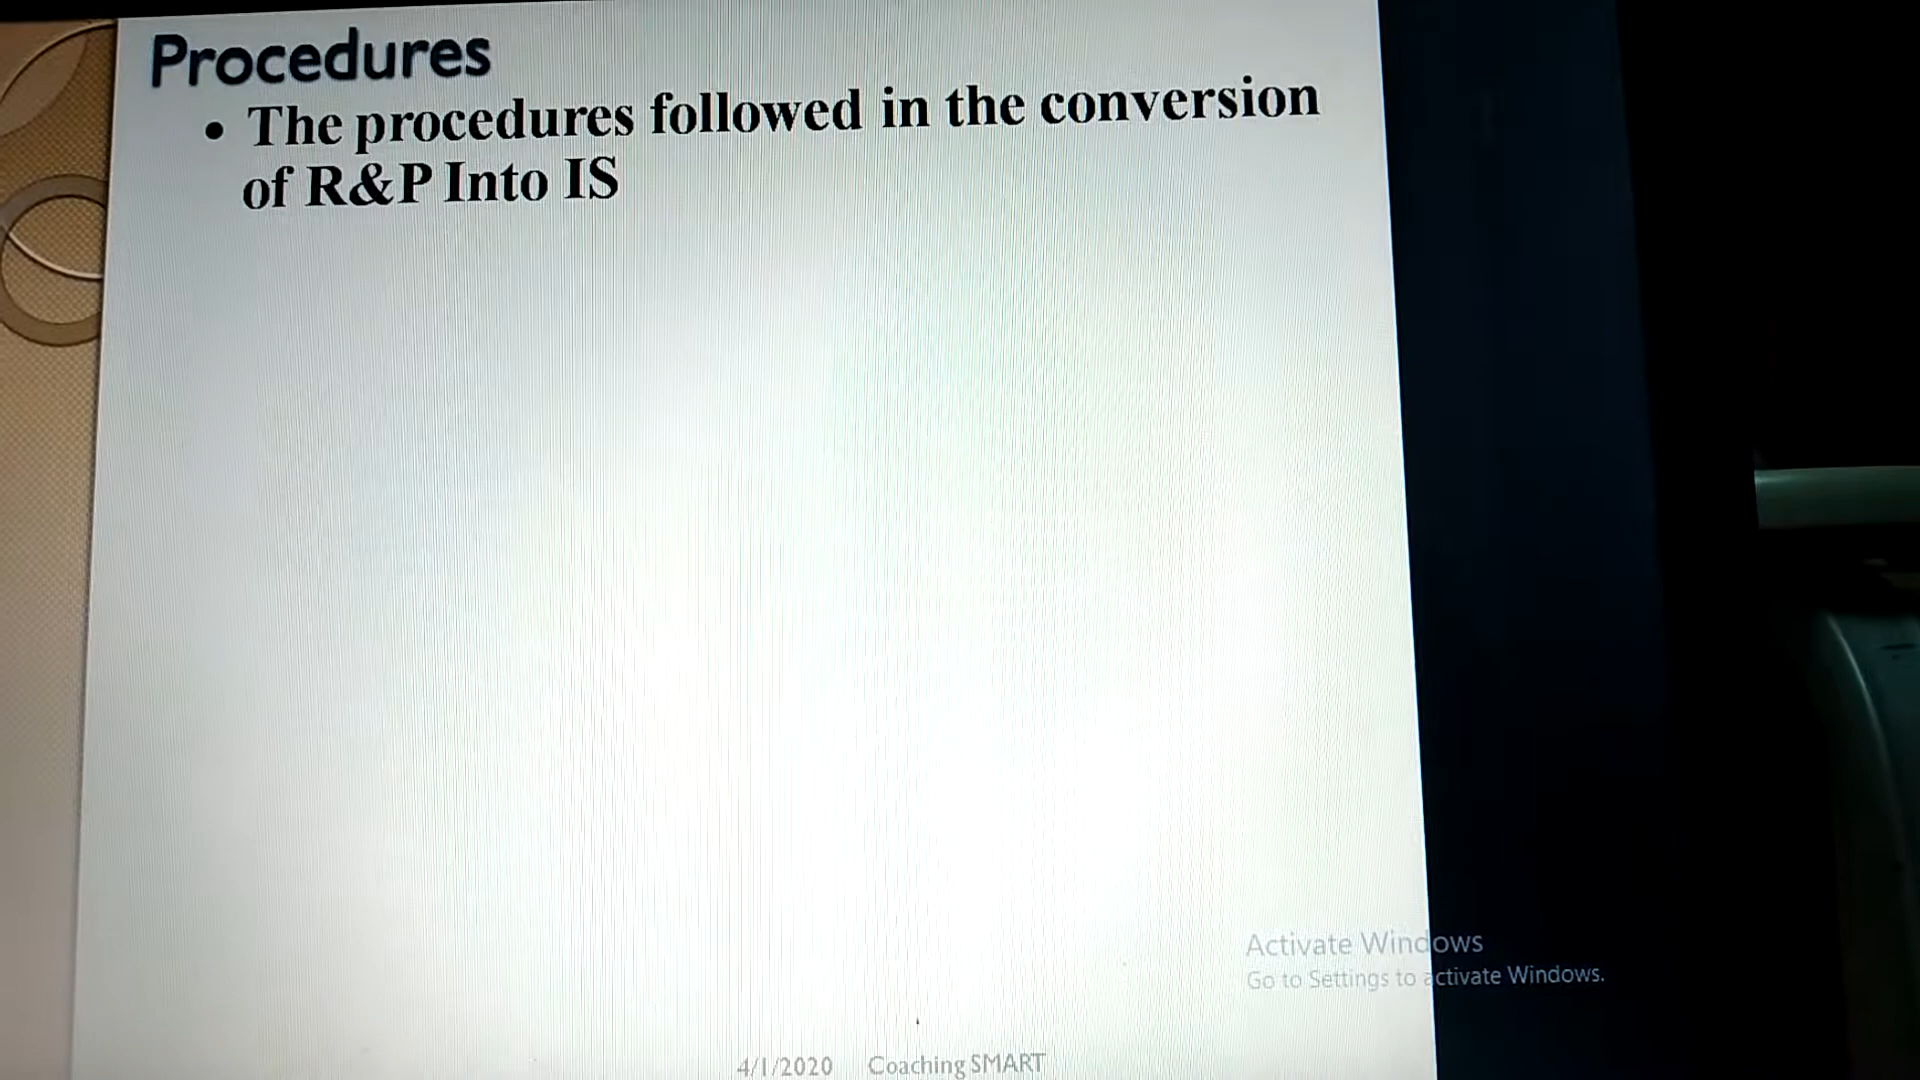 Procedures
• The procedures followed in the conversion
of R&P Into IS
Activate Windows
Go to Settings to activate Windows.
4/1/2020 Coaching SMART